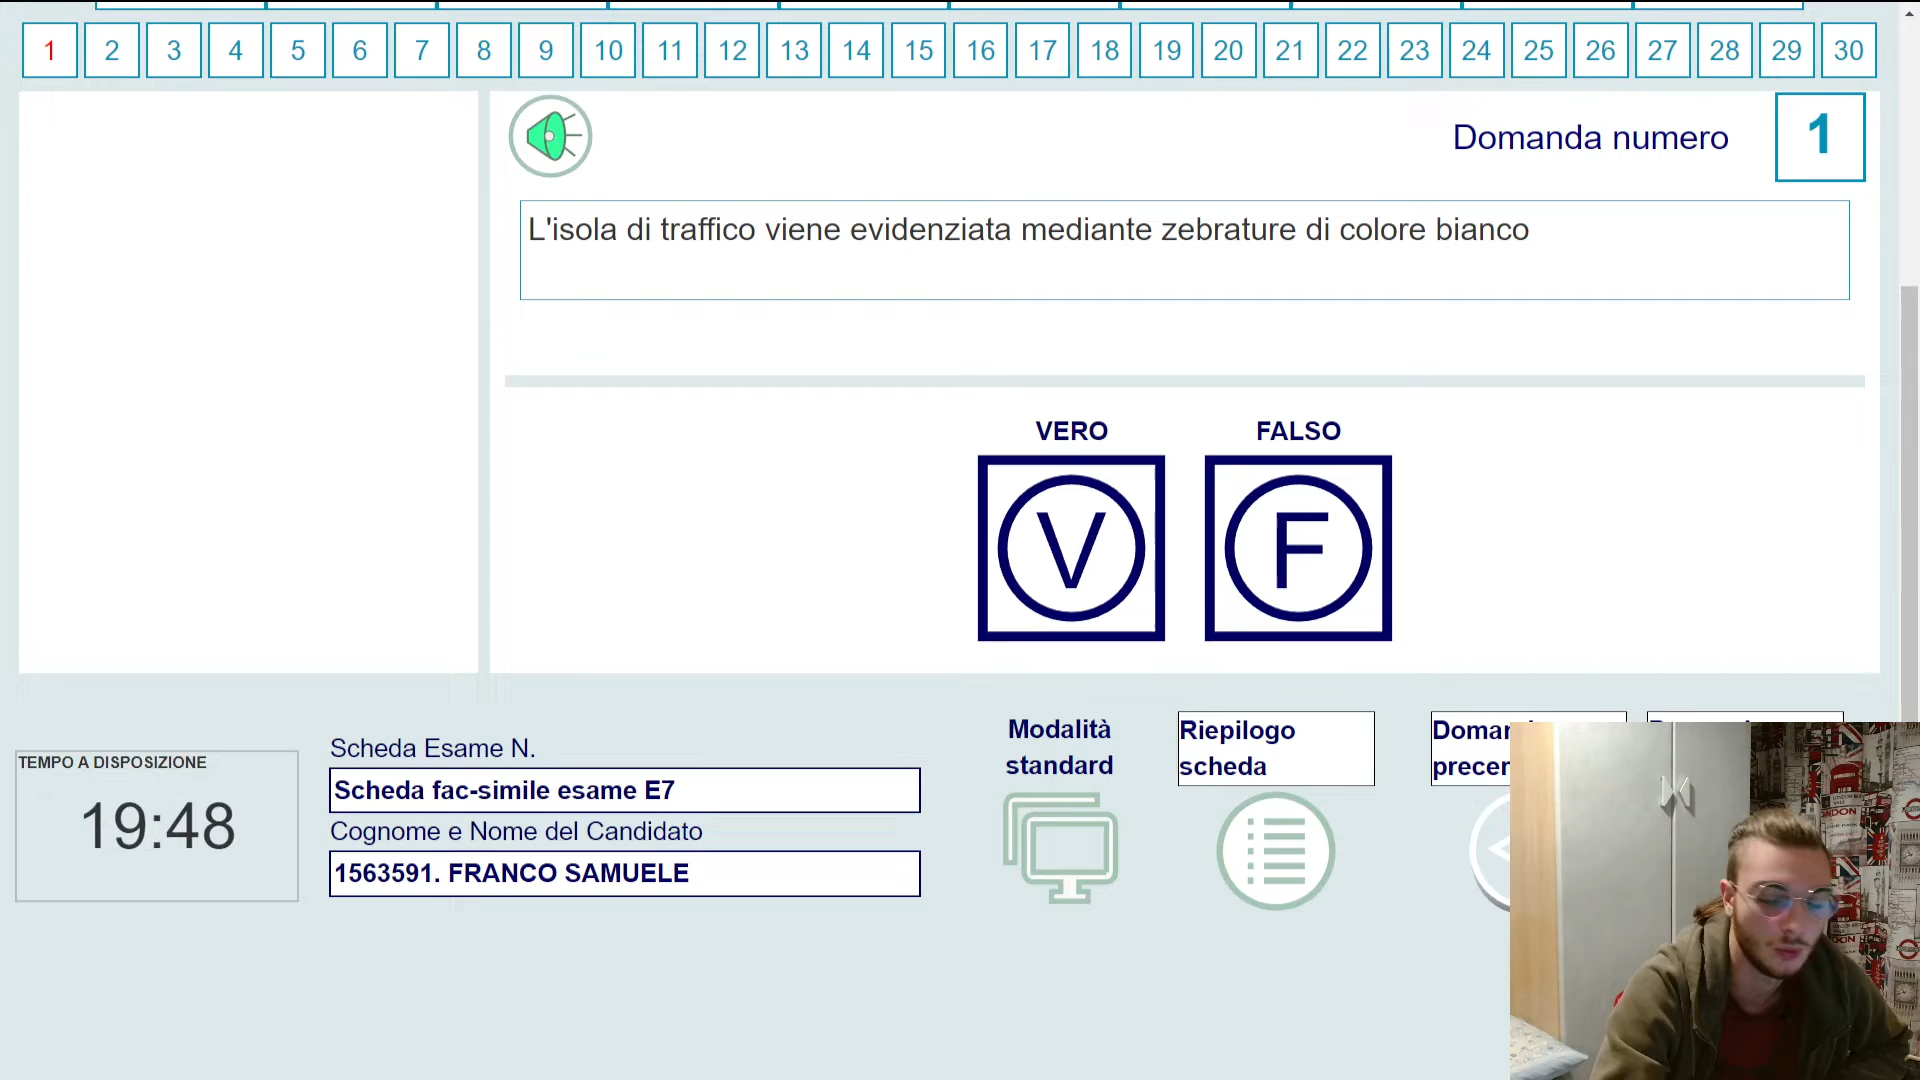 1 2 3 4 5 6 7 8 9 10 11 12 13 14 15 16 17 18 19 20 21 22 23 24 25 26 27 28 29 30
Domanda numero 1
L'isola di traffico viene evidenziata mediante zebrature di colore bianco
VERO FALSO
V F
TEMPO A DISPOSIZIONE
19:48
Scheda Esame N.
Scheda fac-simile esame E7
Cognome e Nome del Candidato
1563591. FRANCO SAMUELE
Modalità
standard
Riepilogo
scheda
LONDON